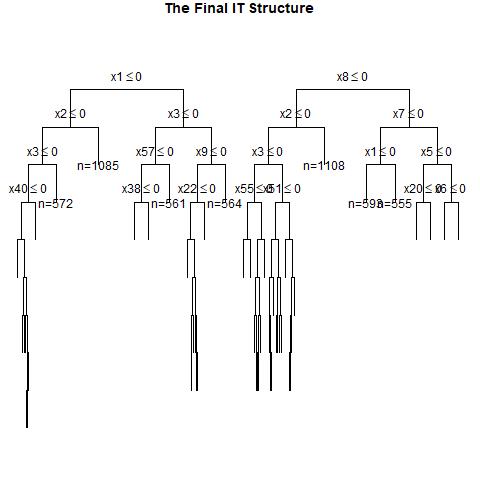 The Final IT Structure
x1 ≤ 0
x8 ≤ 0
x2 ≤ 0
x3 ≤ 0
x2 ≤ 0
x7 ≤ 0
x3 ≤ 0
n=1085
x57 ≤ 0
x9 ≤ 0
x3 ≤ 0
n=1108
x1 ≤ 0
x5 ≤ 0
x40 ≤ 0
n=572
x38 ≤ 0
n=561
x22 ≤ 0
n=564
x55 ≤ 0
x51 ≤ 0
n=593
n=555
x20 ≤ 0
x6 ≤ 0